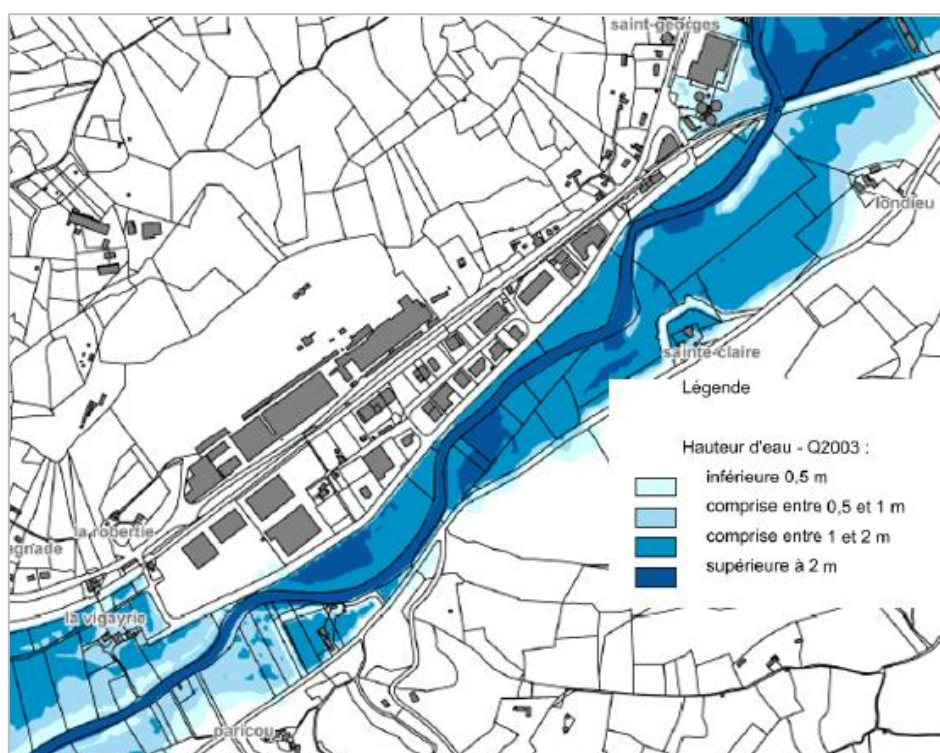 saint-georges
londieu
sainte-claire
Légende
Hauteur d'eau - Q2003 :
inférieure 0,5 m
comprise entre 0,5 et 1 m
comprise entre 1 et 2 m
supérieure à 2 m
la robertie
agnade
la vigayrie
paricou